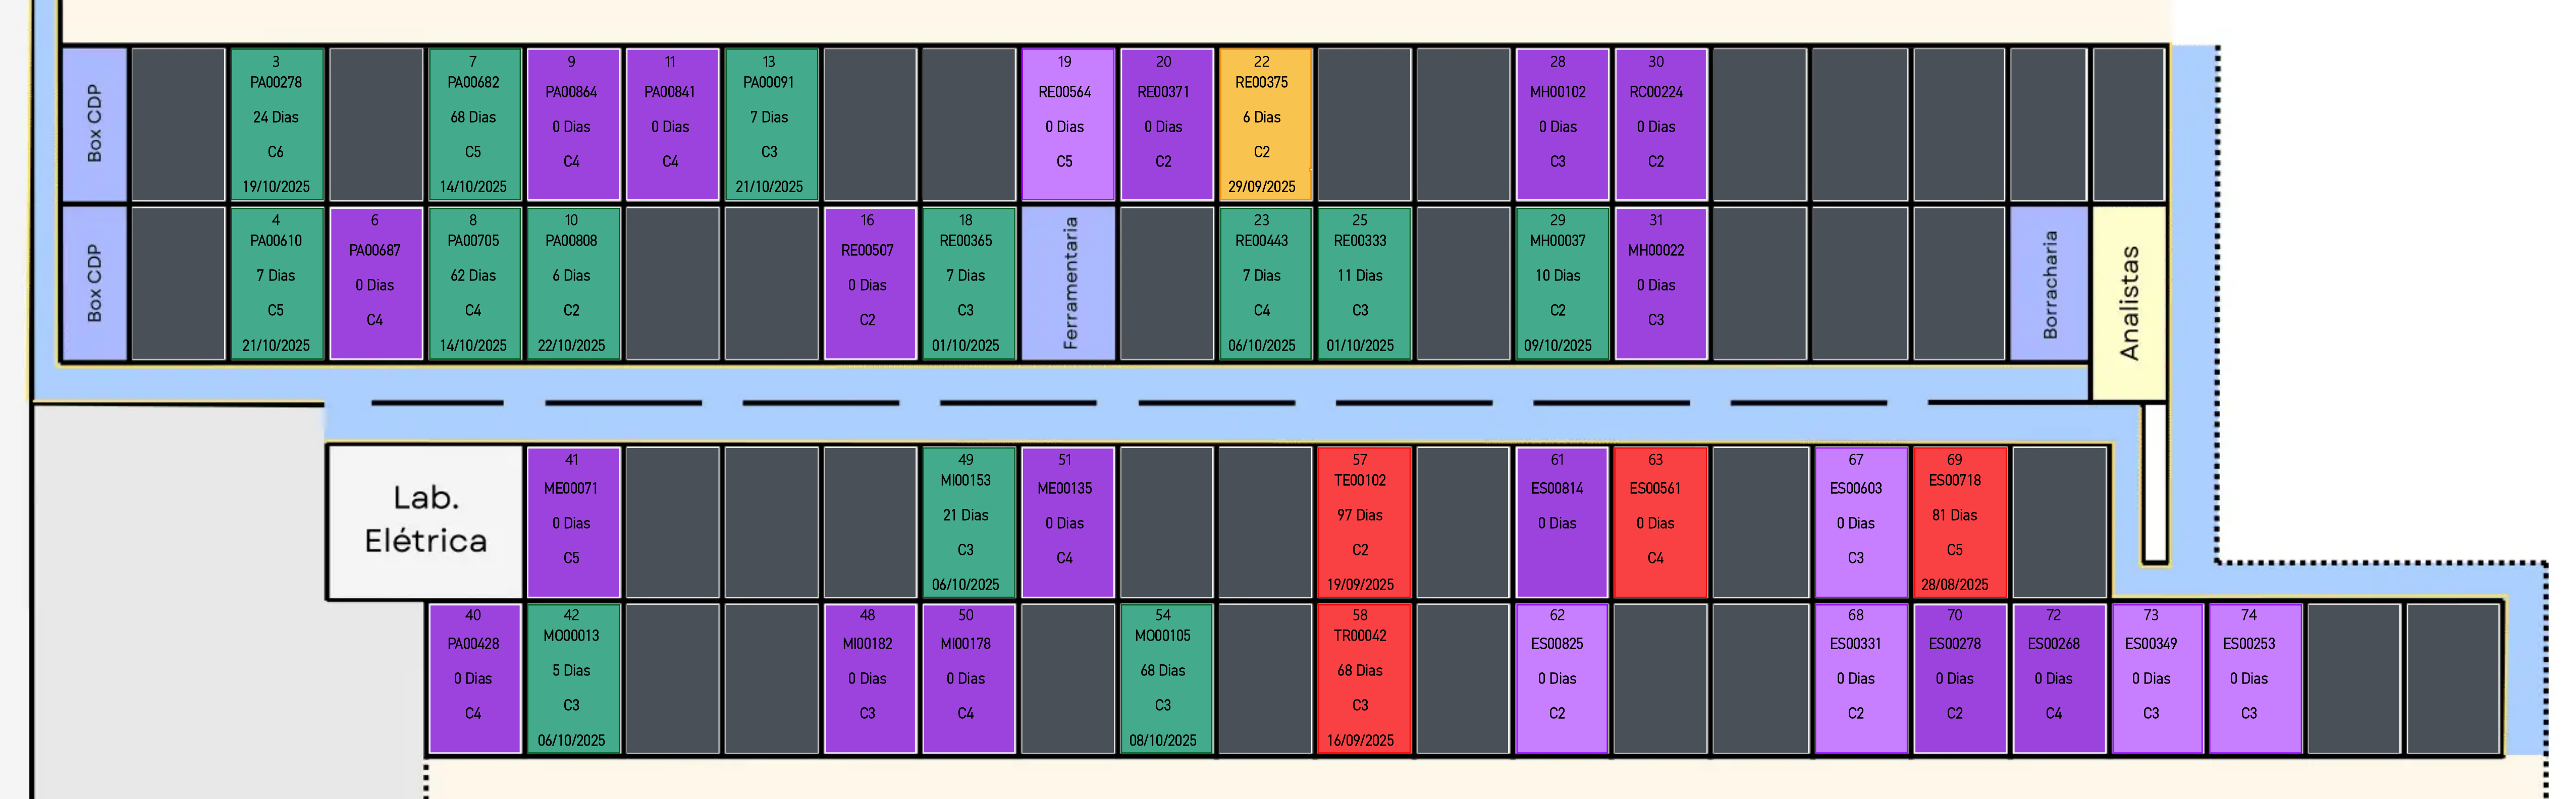 Box CDP
3
PA00278
24 Dias
C6
19/10/2025
7
PA00682
68 Dias
C5
14/10/2025
9
PA00864
0 Dias
C4
11
PA00841
0 Dias
C4
13
PA00091
7 Dias
C3
21/10/2025
19
RE00564
0 Dias
C5
20
RE00371
0 Dias
C2
22
RE00375
6 Dias
C2
29/09/2025
28
MH00102
0 Dias
C3
30
RC00224
0 Dias
C2
Box CDP
4
PA00610
7 Dias
C5
21/10/2025
6
PA00687
0 Dias
C4
8
PA00705
62 Dias
C4
14/10/2025
10
PA00808
6 Dias
C2
22/10/2025
16
RE00507
0 Dias
C2
18
RE00365
7 Dias
C3
01/10/2025
Ferramentaria
23
RE00443
7 Dias
C4
06/10/2025
25
RE00333
11 Dias
C3
01/10/2025
29
MH00037
10 Dias
C2
09/10/2025
31
MH00022
0 Dias
C3
Borracharia
Analistas
Lab.
Elétrica
41
ME00071
0 Dias
C5
49
MI00153
21 Dias
C3
06/10/2025
51
ME00135
0 Dias
C4
57
TE00102
97 Dias
C2
19/09/2025
61
ES00814
0 Dias
63
ES00561
0 Dias
C4
67
ES00603
0 Dias
C3
69
ES00718
81 Dias
C5
28/08/2025
40
PA00428
0 Dias
C4
42
MO00013
5 Dias
C3
06/10/2025
48
MI00182
0 Dias
C3
50
MI00178
0 Dias
C4
54
MO00105
68 Dias
C3
08/10/2025
58
TR00042
68 Dias
C3
16/09/2025
62
ES00825
0 Dias
C2
68
ES00331
0 Dias
C2
70
ES00278
0 Dias
C2
72
ES00268
0 Dias
C4
73
ES00349
0 Dias
C3
74
ES00253
0 Dias
C3